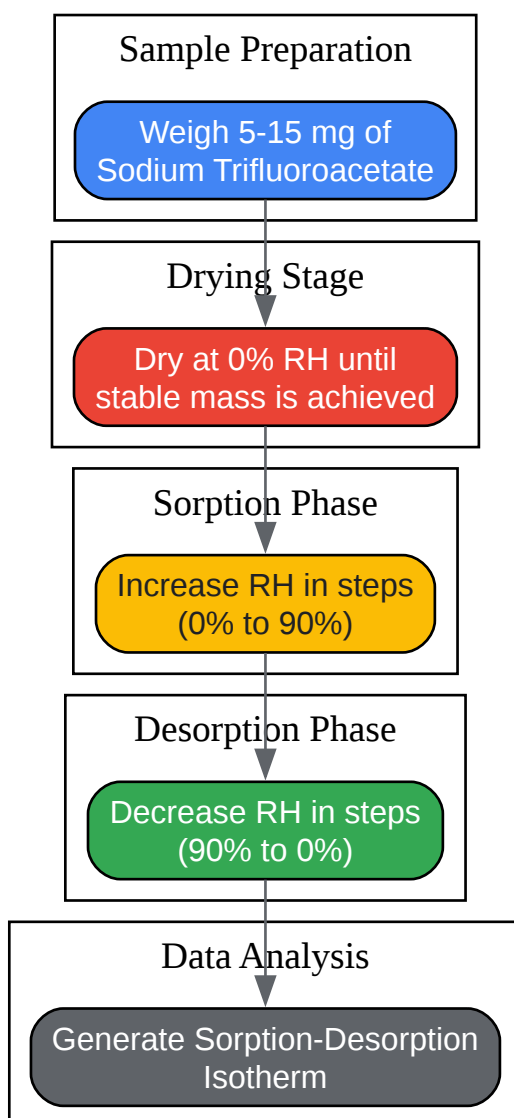 Sample Preparation
Weigh 5-15 mg of
Sodium Trifluoroacetate
Drying Stage
Dry at 0% RH until
stable mass is achieved
Sorption Phase
Increase RH in steps
(0% to 90%)
Desorption Phase
Decrease RH in steps
(90% to 0%)
Data Analysis
Generate Sorption-Desorption
Isotherm